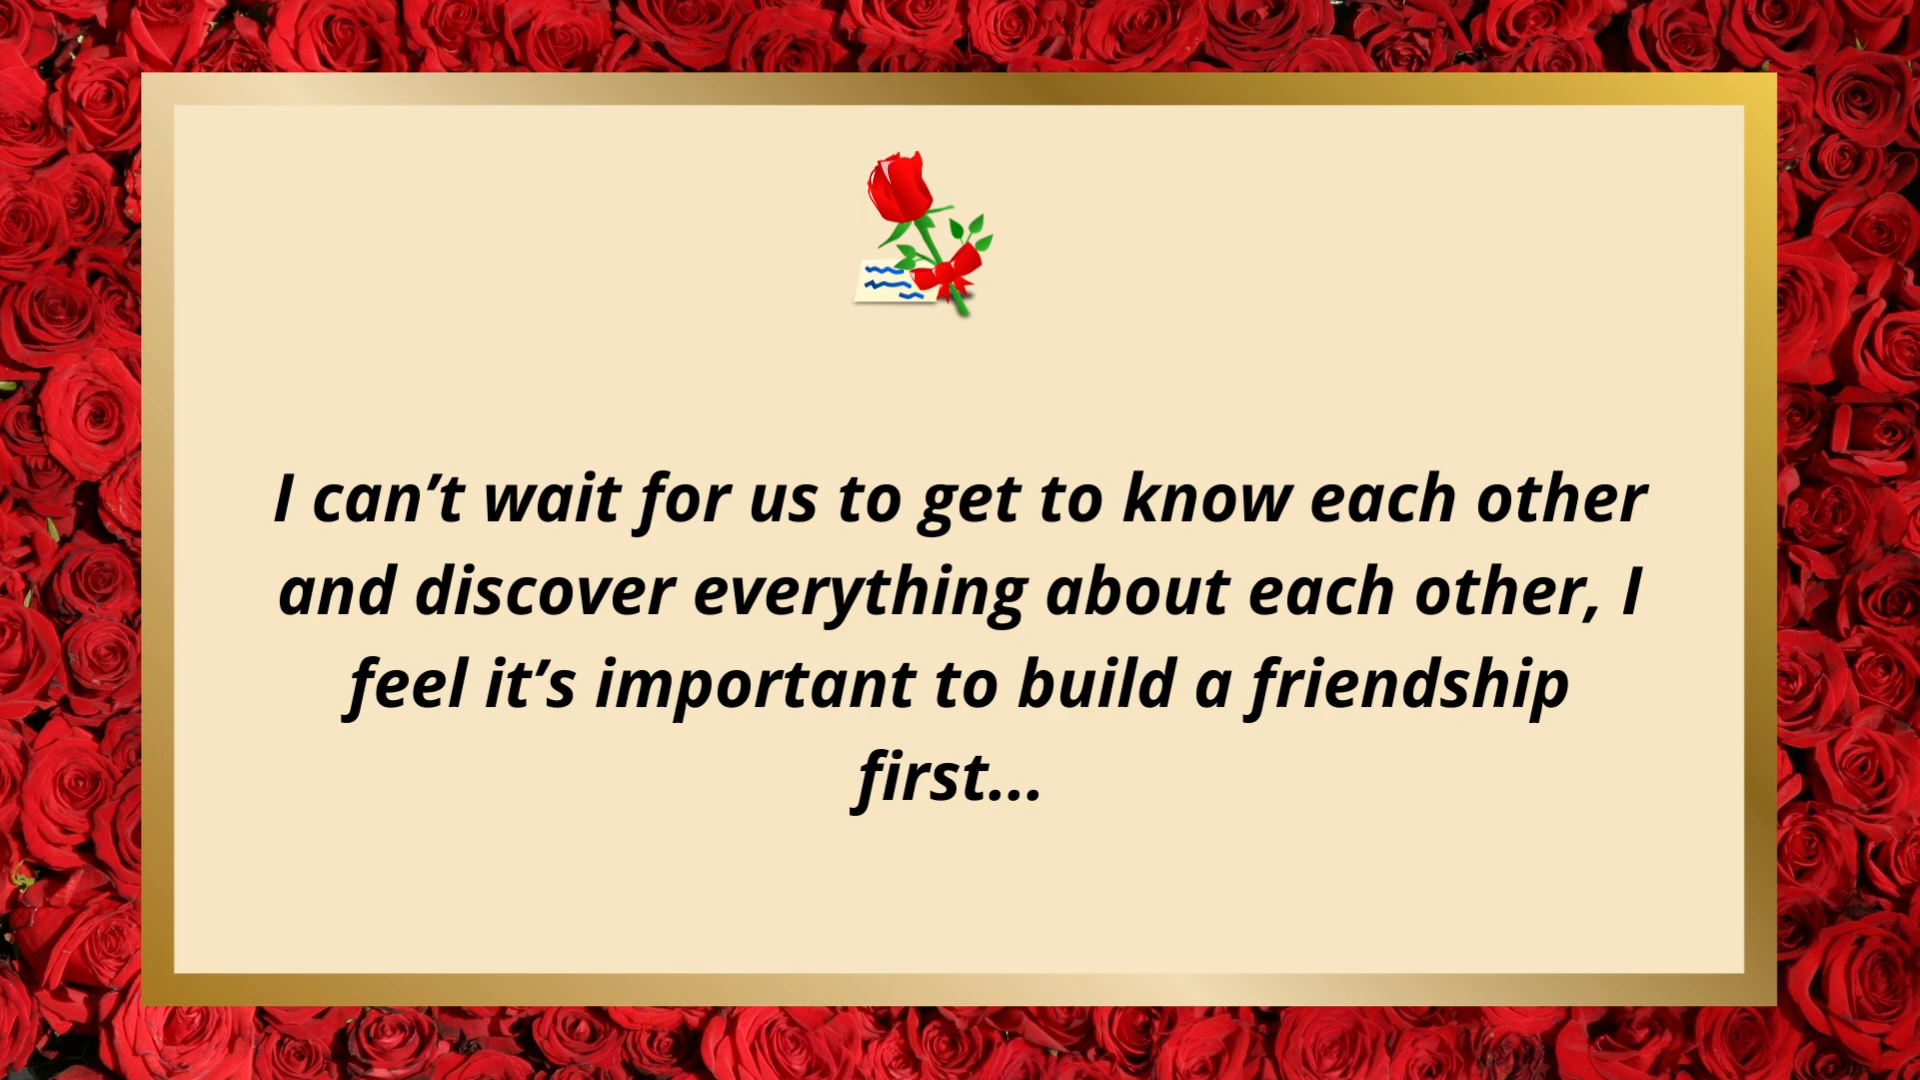 I can’t wait for us to get to know each other
and discover everything about each other, I
feel it’s important to build a friendship
first...